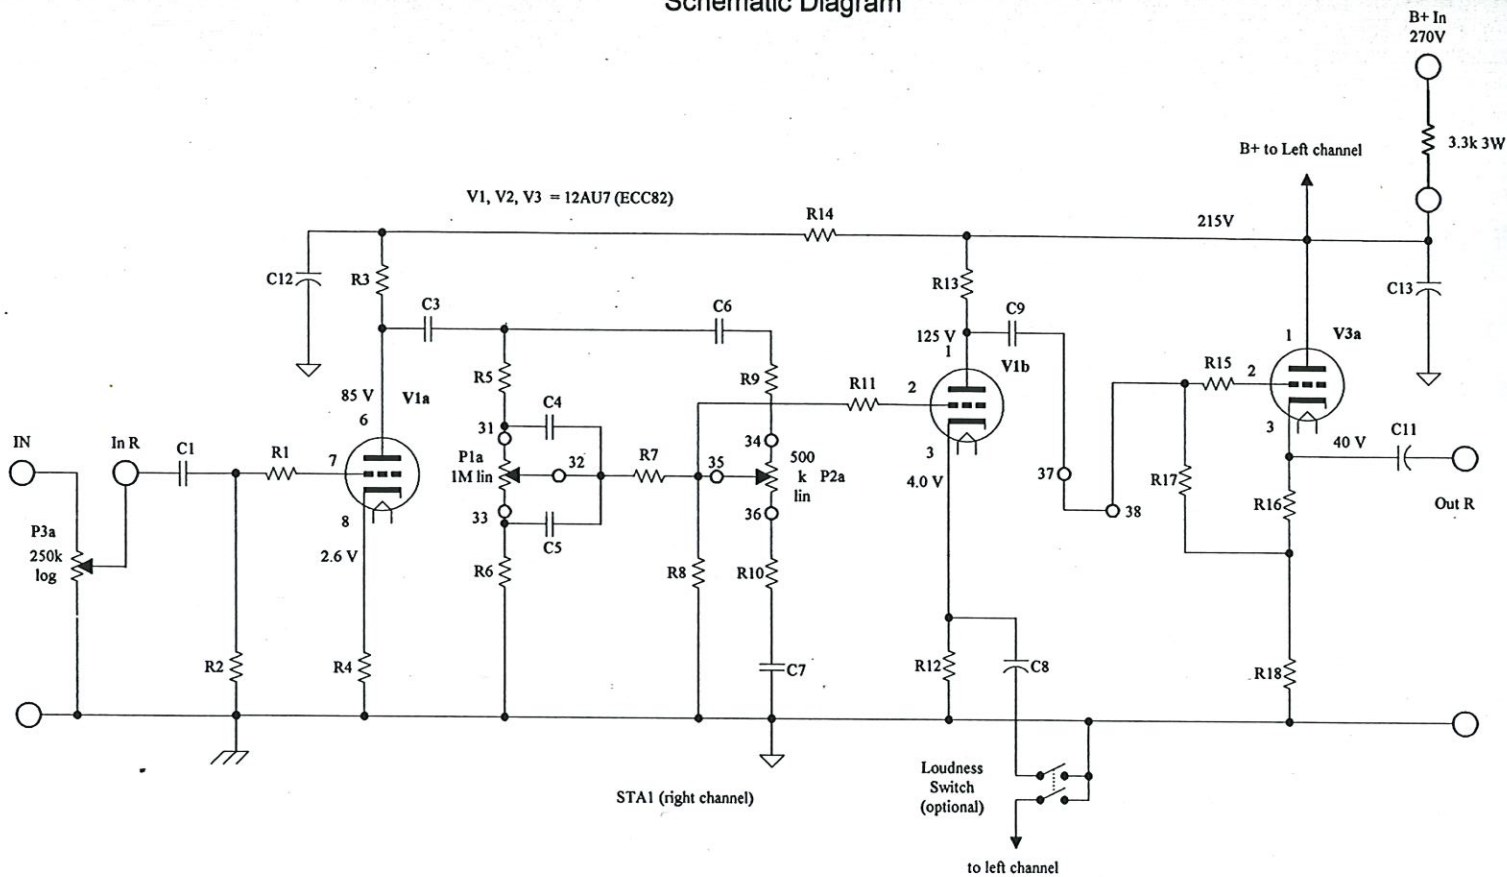 Schematic Diagram
B+ In
270V
3.3k 3W
B+ to Left channel
V1, V2, V3 = 12AU7 (ECC82)
R14
215V
C12
R3
R13
C13
C3
C6
C9
125 V
1
V1b
1
V3a
R5
R9
R15
2
85 V
V1a
6
C4
R11
2
3
40 V
C11
IN
In R
C1
R1
7
31
P1a
1M lin
32
R7
34
35
500
k
lin
P2a
3
4.0 V
37
38
R17
R16
Out R
P3a
250k
log
8
2.6 V
33
C5
36
R6
R8
R10
R2
R4
C7
R12
C8
R18
Loudness
Switch
(optional)
STA1 (right channel)
to left channel